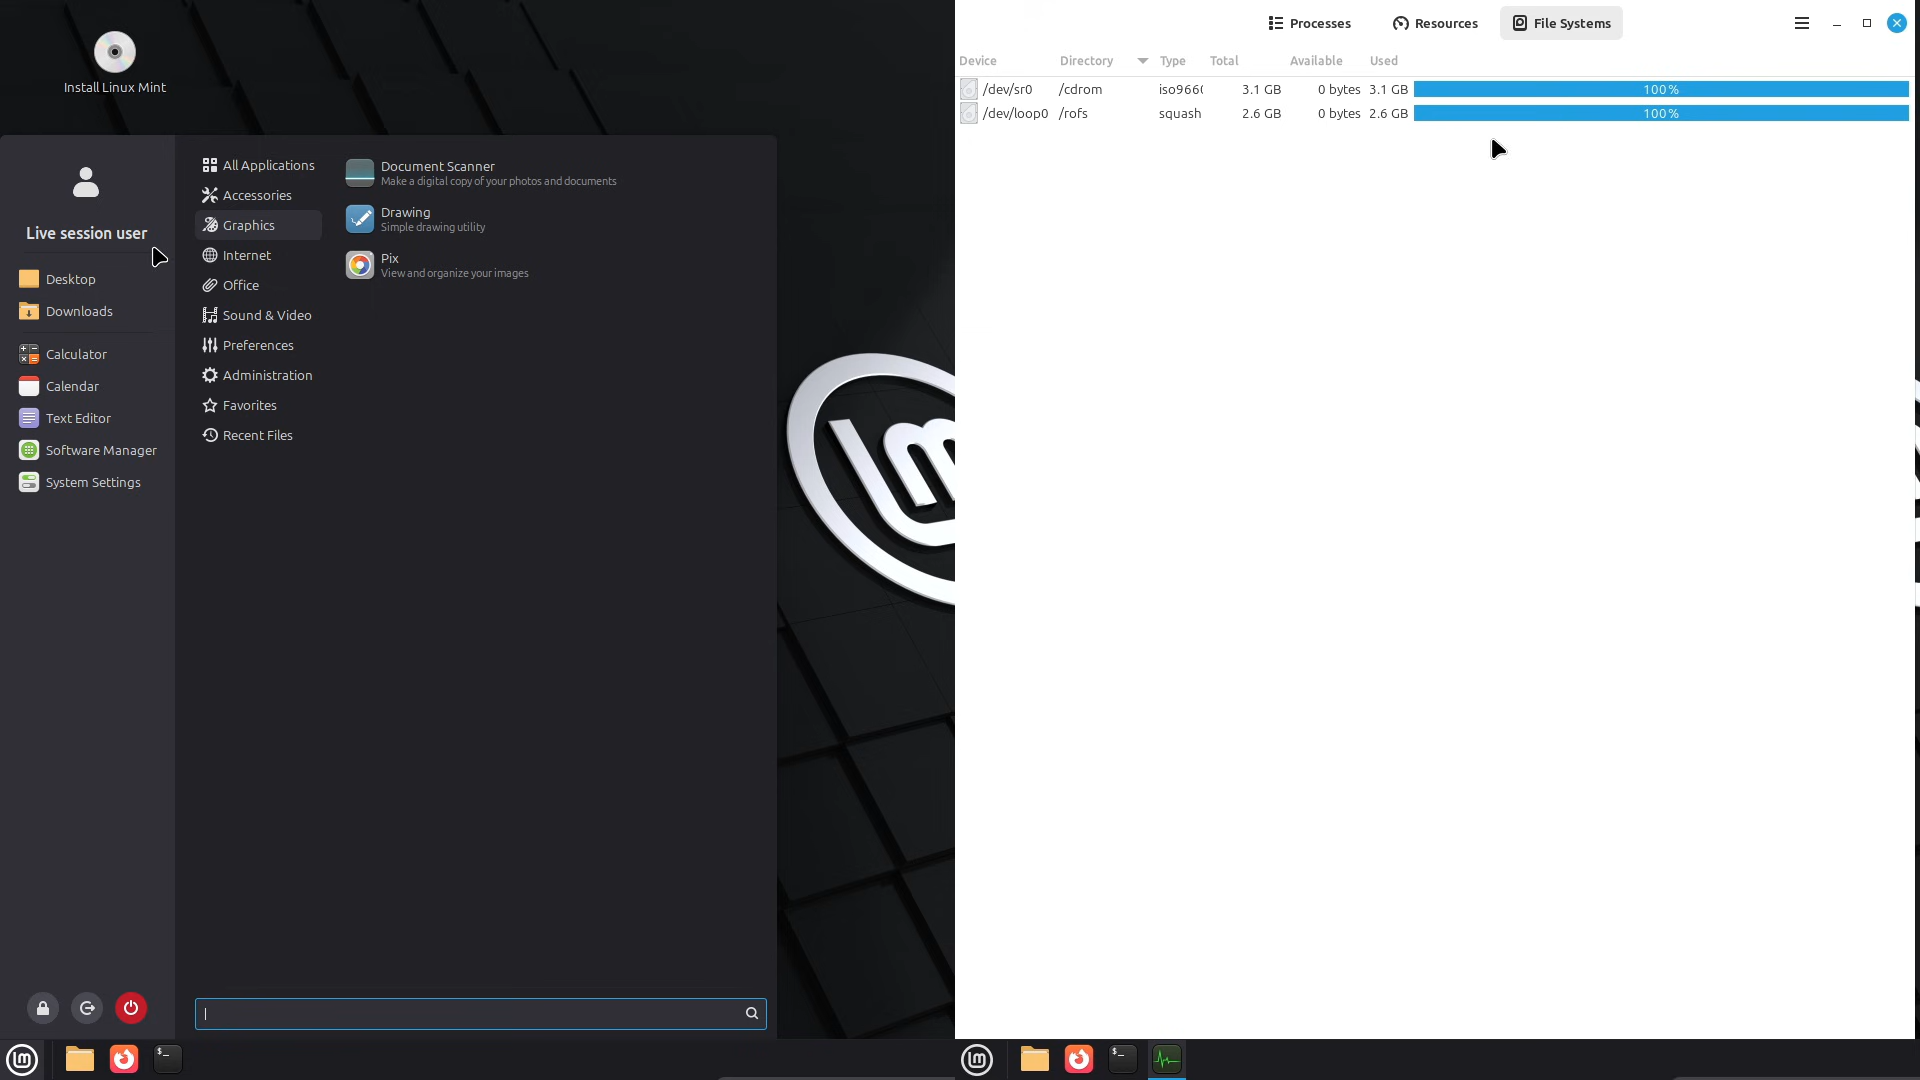 Install Linux Mint
Live session user
Desktop
Downloads
Calculator
Calendar
Text Editor
Software Manager
System Settings
All Applications
Accessories
Graphics
Internet
Office
Sound & Video
Preferences
Administration
Favorites
Recent Files
Document Scanner
Make a digital copy of your photos and documents
Drawing
Simple drawing utility
Pix
View and organize your images
Processes Resources File Systems
Device Directory Type Total Available Used
/dev/sr0 /cdrom iso966( 3.1 GB 0 bytes 3.1 GB 100%
/dev/loop0 /rofs squash 2.6 GB 0 bytes 2.6 GB 100%